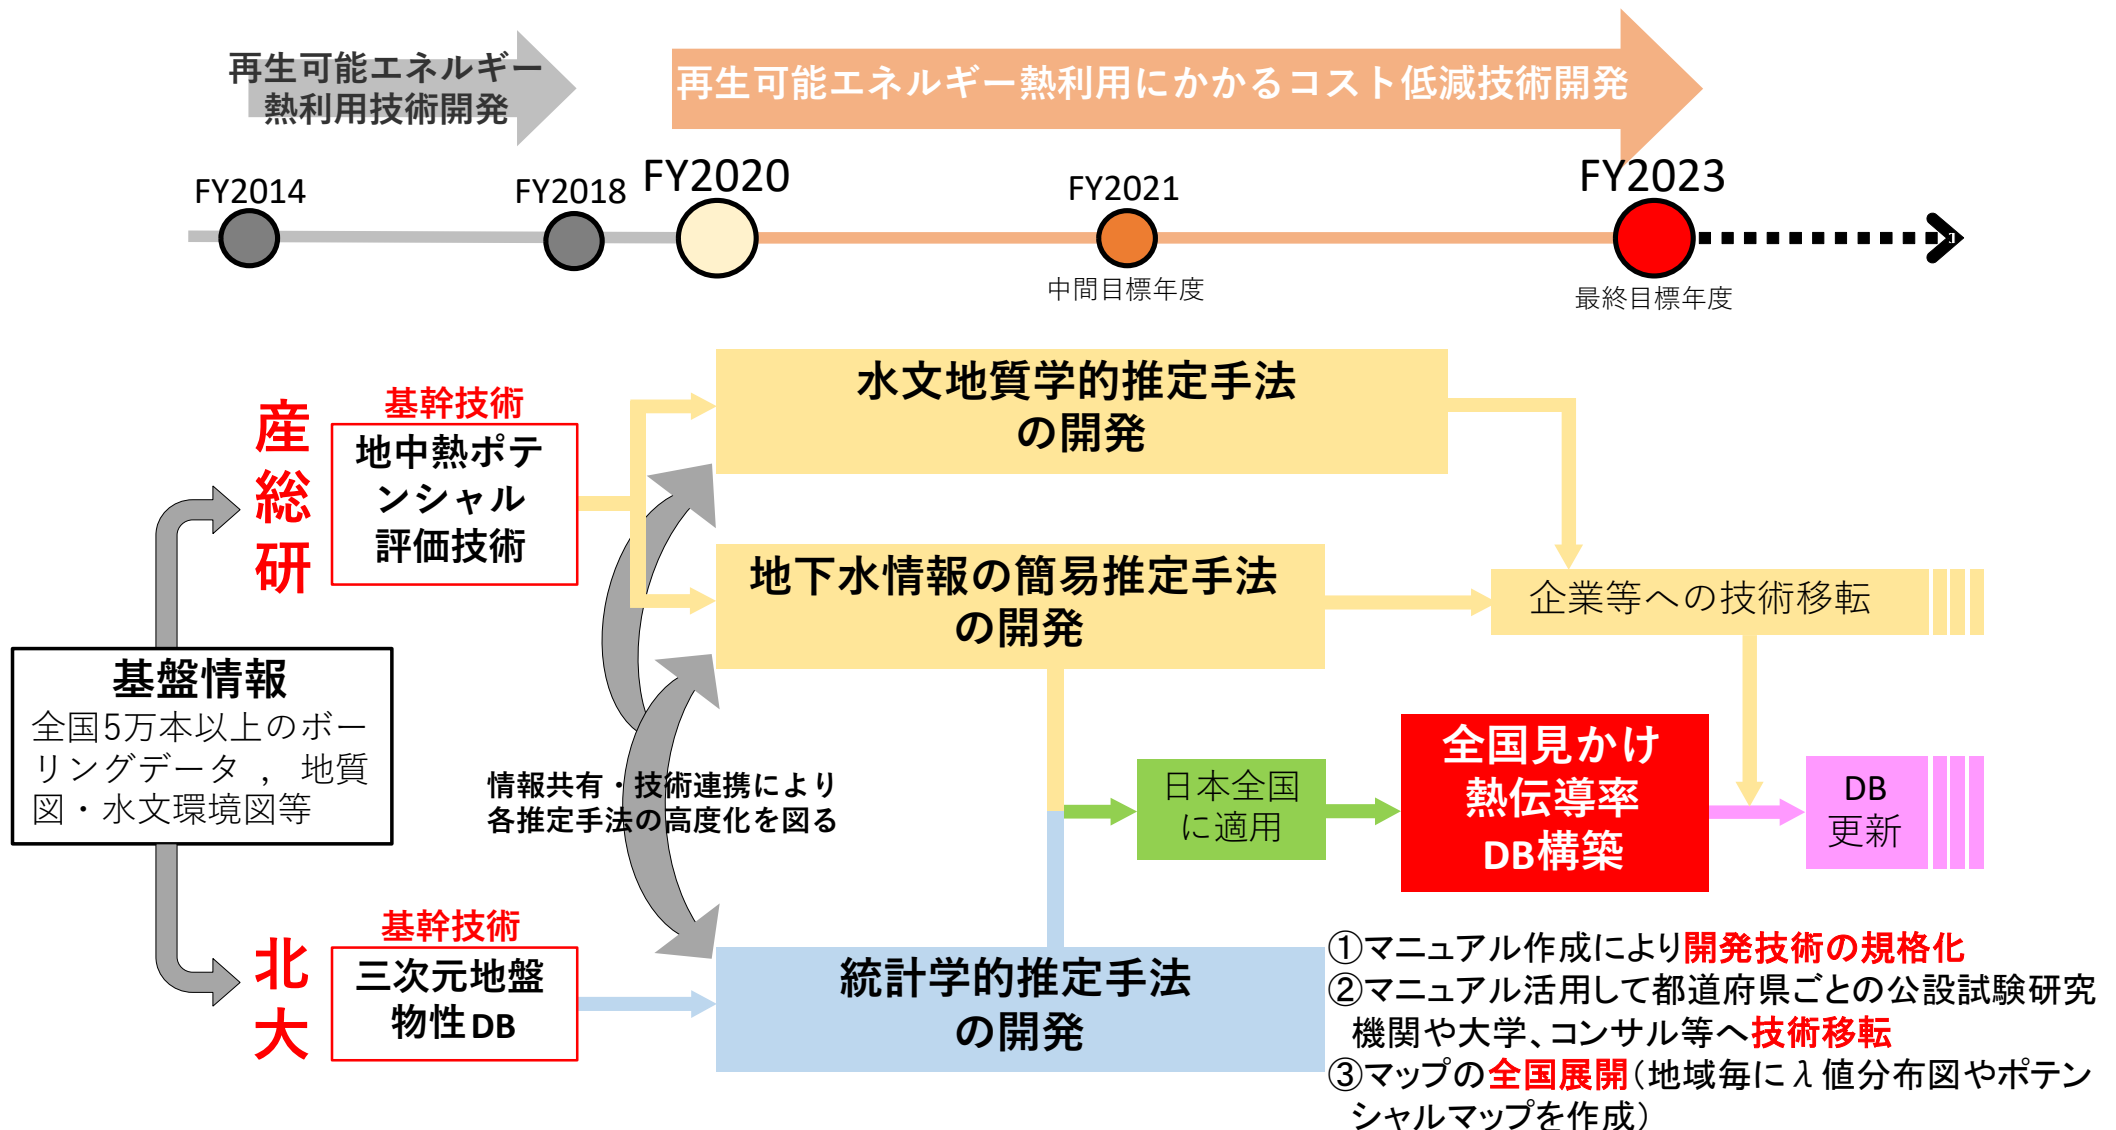 再生可能エネルギー
熱利用技術開発
再生可能エネルギー熱利用にかかるコスト低減技術開発
FY2014
FY2018
FY2020
FY2021
FY2023
中間目標年度
最終目標年度
産
総
研
基幹技術
地中熱ポテ
ンシャル
評価技術
水文地質学的推定手法
の開発
地下水情報の簡易推定手法
の開発
企業等への技術移転
基盤情報
全国5万本以上のボー
リングデータ ， 地質
図・水文環境図等
情報共有・技術連携により
各推定手法の高度化を図る
日本全国
に適用
全国見かけ
熱伝導率
DB構築
DB
更新
北
大
基幹技術
三次元地盤
物性DB
統計学的推定手法
の開発
①マニュアル作成により開発技術の規格化
②マニュアル活用して都道府県ごとの公設試験研究
機関や大学、コンサル等へ技術移転
③マップの全国展開（地域毎にλ値分布図やポテン
シャルマップを作成）